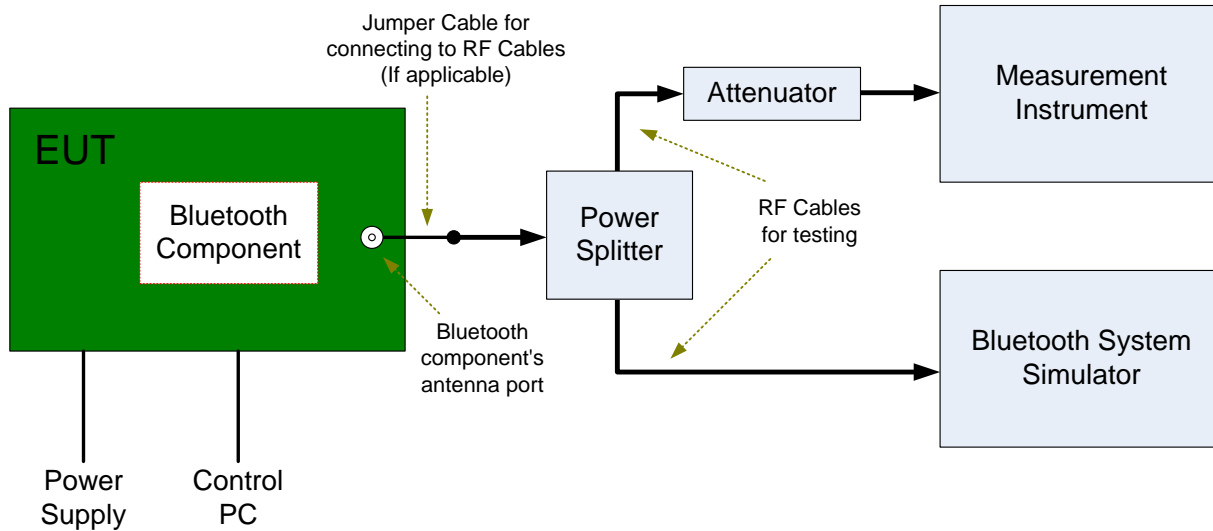 Jumper Cable for
connecting to RF Cables
(If applicable)
EUT
Bluetooth
Component
Power
Splitter
Attenuator
Measurement
Instrument
RF Cables
for testing
Bluetooth
component's
antenna port
Bluetooth System
Simulator
Power
Supply
Control
PC